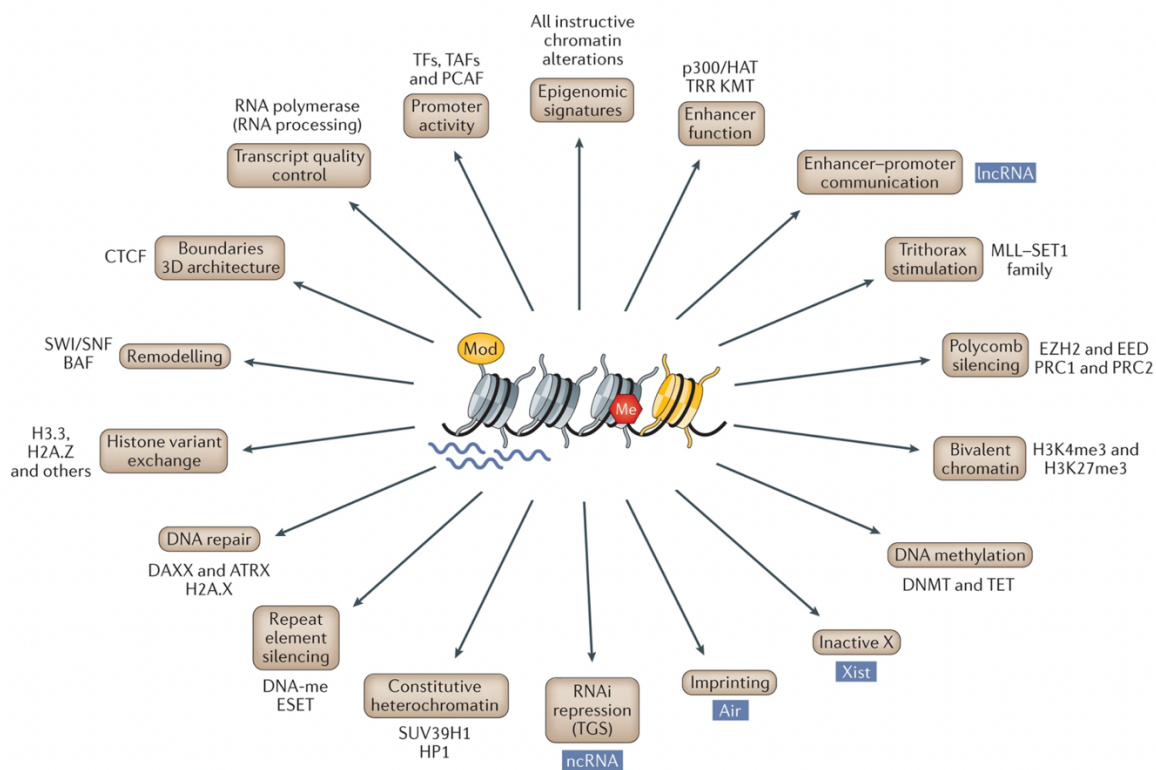 All instructive
chromatin
alterations
Epigenomic
signatures
p300/HAT
TRR KMT
Enhancer
function
Enhancer–promoter
communication
lncRNA
Trithorax
stimulation
MLL–SET1
family
Polycomb
silencing
EZH2 and EED
PRC1 and PRC2
Bivalent
chromatin
H3K4me3 and
H3K27me3
DNA methylation
DNMT and TET
Inactive X
Xist
Imprinting
Air
RNAi
repression
(TGS)
ncRNA
Constitutive
heterochromatin
SUV39H1
HP1
Repeat
element
silencing
DNA-me
ESET
DNA repair
DAXX and ATRX
H2A.X
Histone variant
exchange
H3.3,
H2A.Z
and others
Remodelling
SWI/SNF
BAF
Boundaries
3D architecture
CTCF
RNA polymerase
(RNA processing)
Transcript quality
control
TFs, TAFs
and PCAF
Promoter
activity
Mod
Me